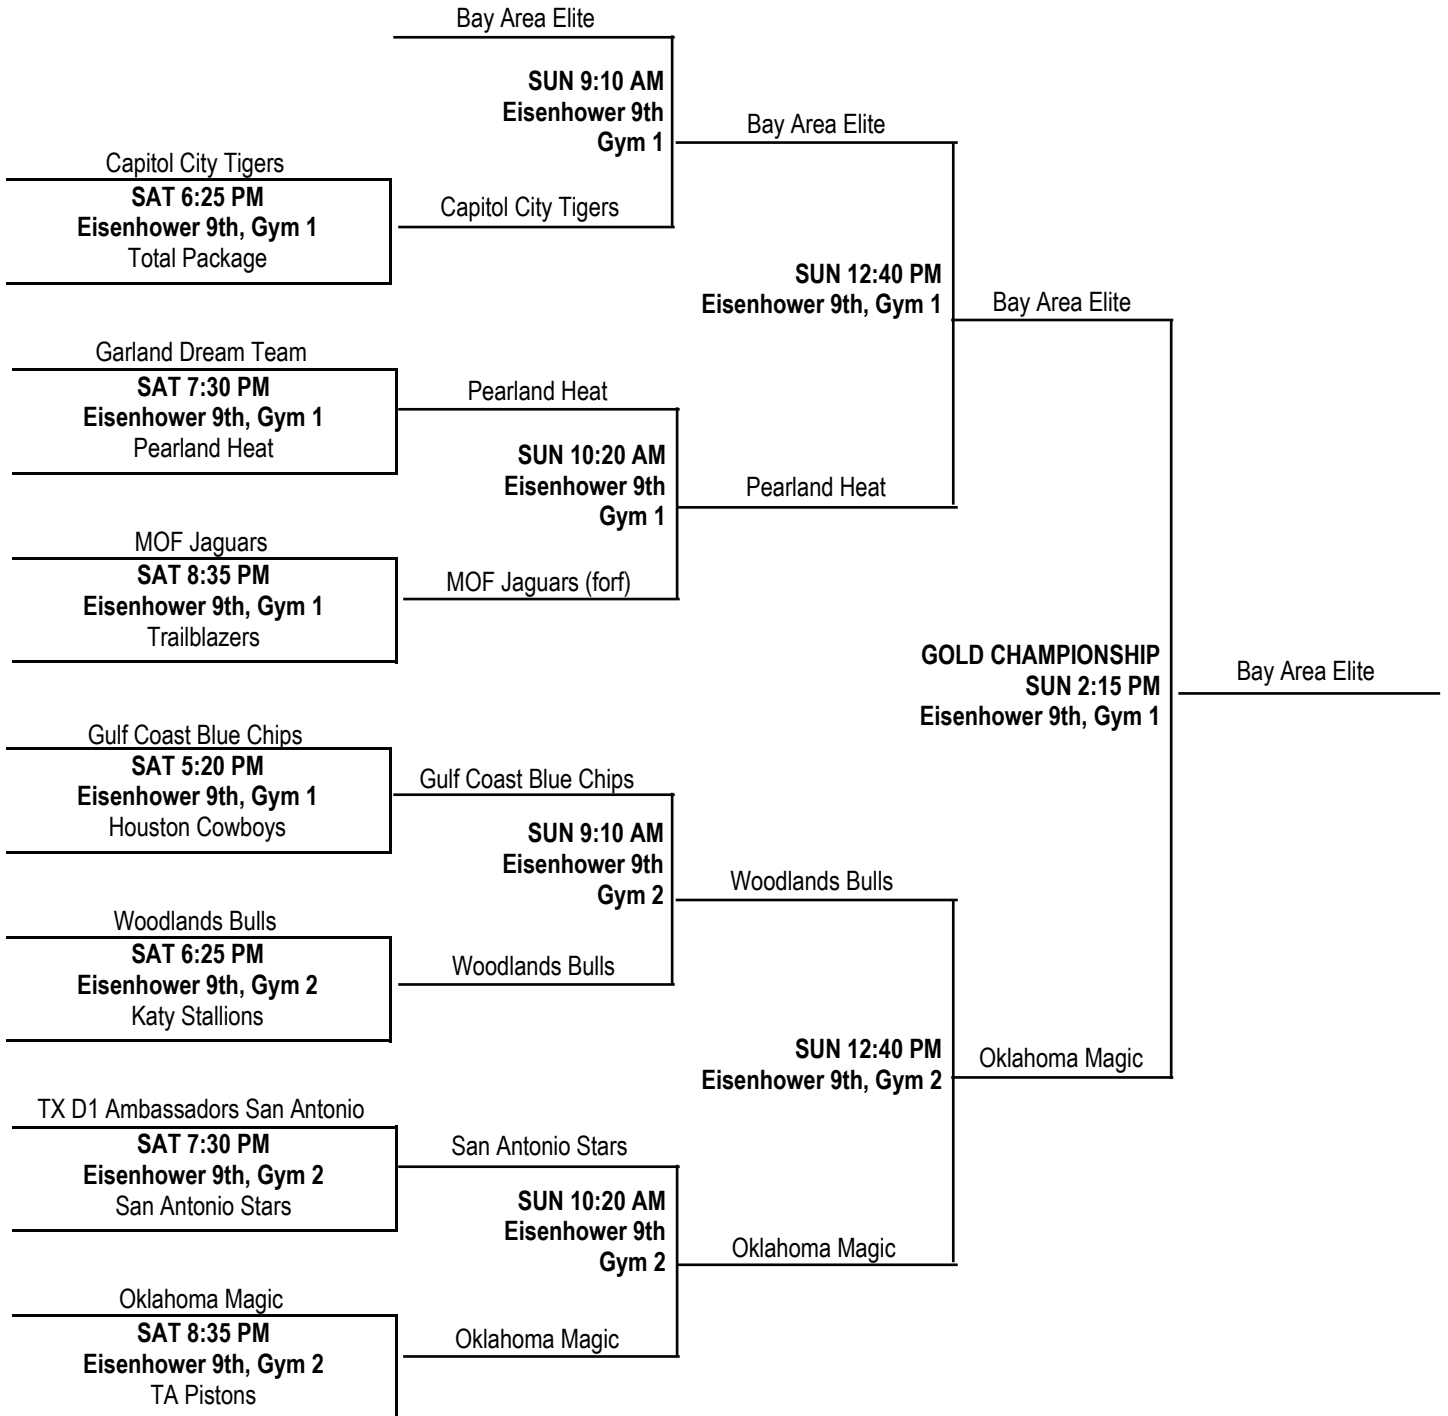 Bay Area Elite
SUN 9:10 AM
Eisenhower 9th
Gym 1
Bay Area Elite
Capitol City Tigers
SAT 6:25 PM
Eisenhower 9th, Gym 1
Total Package
Capitol City Tigers
SUN 12:40 PM
Eisenhower 9th, Gym 1
Bay Area Elite
Garland Dream Team
SAT 7:30 PM
Eisenhower 9th, Gym 1
Pearland Heat
Pearland Heat
SUN 10:20 AM
Eisenhower 9th
Gym 1
Pearland Heat
MOF Jaguars
SAT 8:35 PM
Eisenhower 9th, Gym 1
Trailblazers
MOF Jaguars (forf)
GOLD CHAMPIONSHIP
SUN 2:15 PM
Eisenhower 9th, Gym 1
Bay Area Elite
Gulf Coast Blue Chips
SAT 5:20 PM
Eisenhower 9th, Gym 1
Houston Cowboys
Gulf Coast Blue Chips
SUN 9:10 AM
Eisenhower 9th
Gym 2
Woodlands Bulls
Woodlands Bulls
SAT 6:25 PM
Eisenhower 9th, Gym 2
Katy Stallions
Woodlands Bulls
SUN 12:40 PM
Eisenhower 9th, Gym 2
Oklahoma Magic
TX D1 Ambassadors San Antonio
SAT 7:30 PM
Eisenhower 9th, Gym 2
San Antonio Stars
San Antonio Stars
SUN 10:20 AM
Eisenhower 9th
Gym 2
Oklahoma Magic
Oklahoma Magic
SAT 8:35 PM
Eisenhower 9th, Gym 2
TA Pistons
Oklahoma Magic